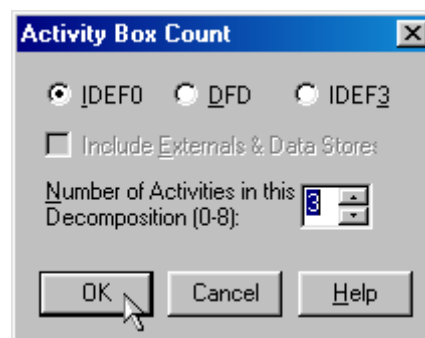 Activity Box Count
IDEF0 DFD IDEF3
Include Externals & Data Stores
Number of Activities in this
Decomposition (0-8):
3
OK Cancel Help